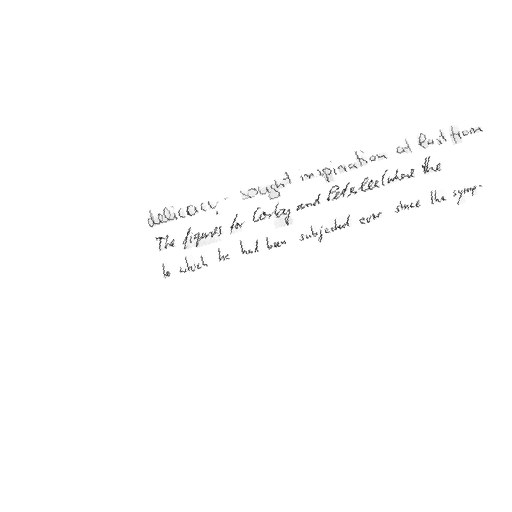 delicacy, sought inspiration at last from
The figures for Corby and Peterlee (where the
to which he had been subjected ever since the symp-